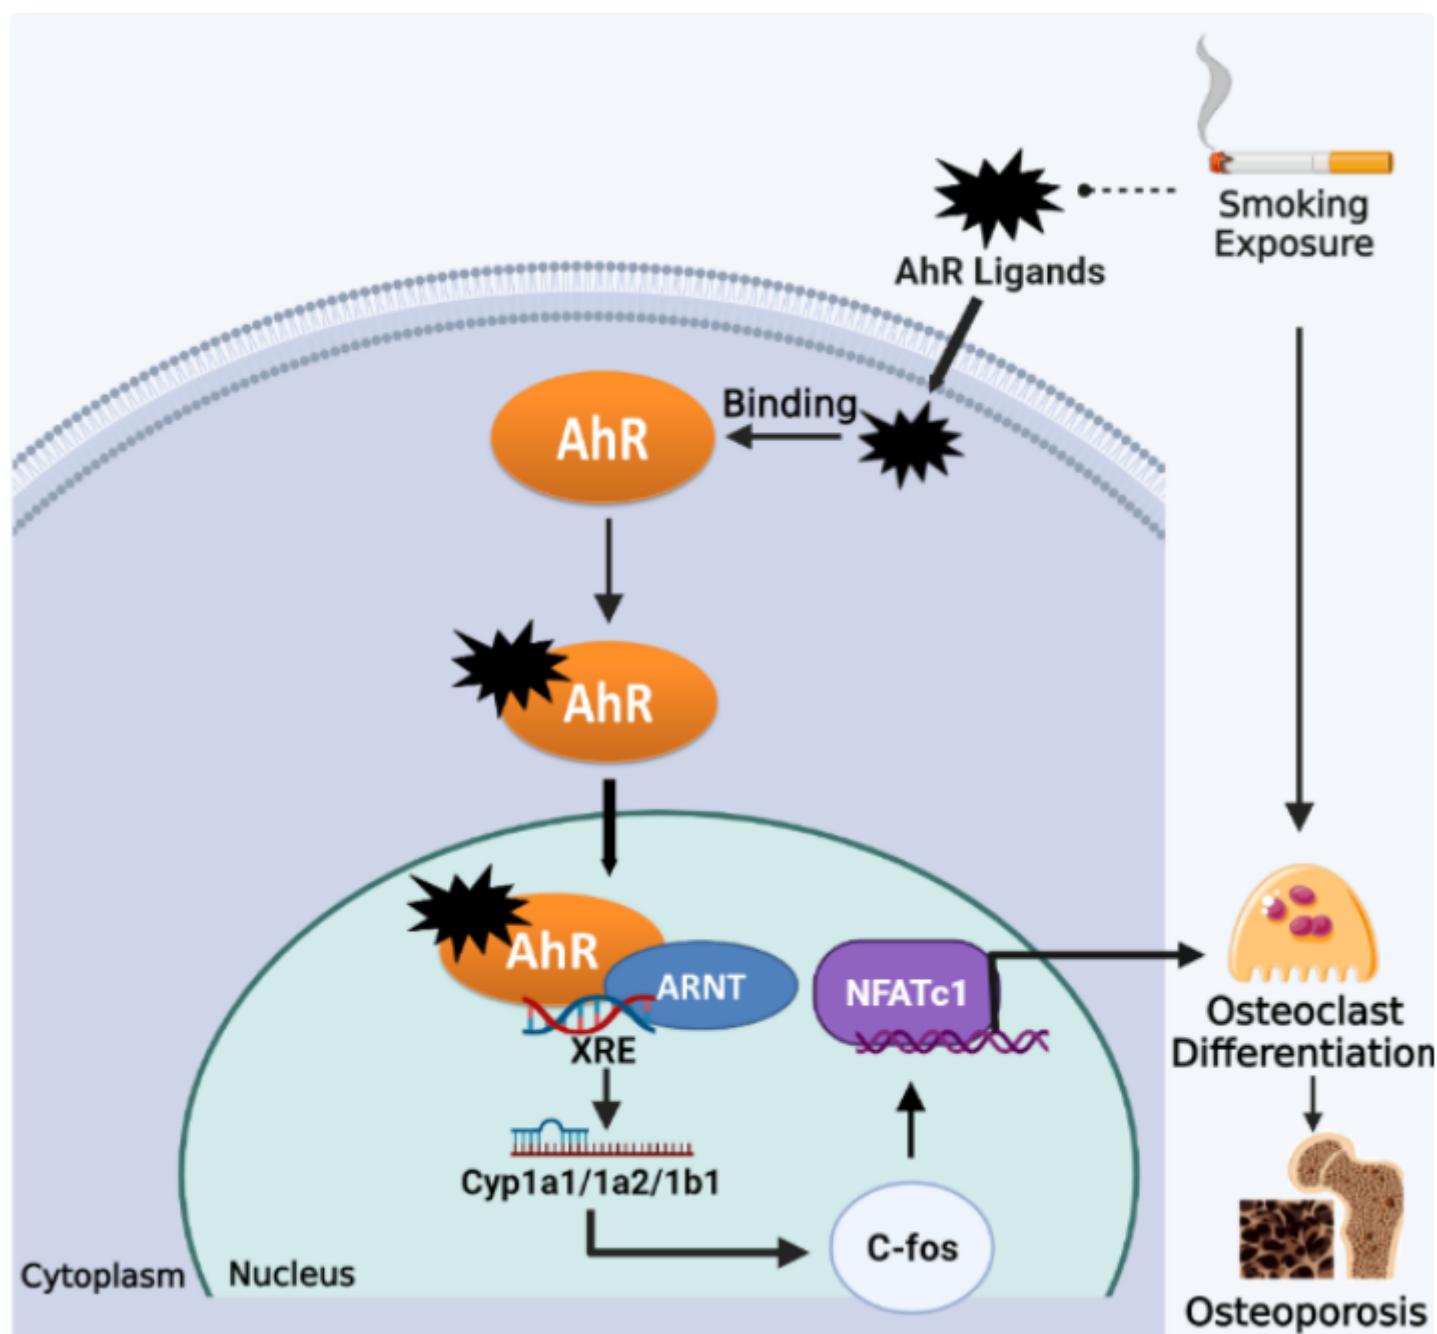 Smoking
Exposure
AhR Ligands
Binding
AhR
AhR
AhR
ARNT
NFATc1
XRE
Osteoclast
Differentiation
Cyp1a1/1a2/1b1
C-fos
Cytoplasm
Nucleus
Osteoporosis